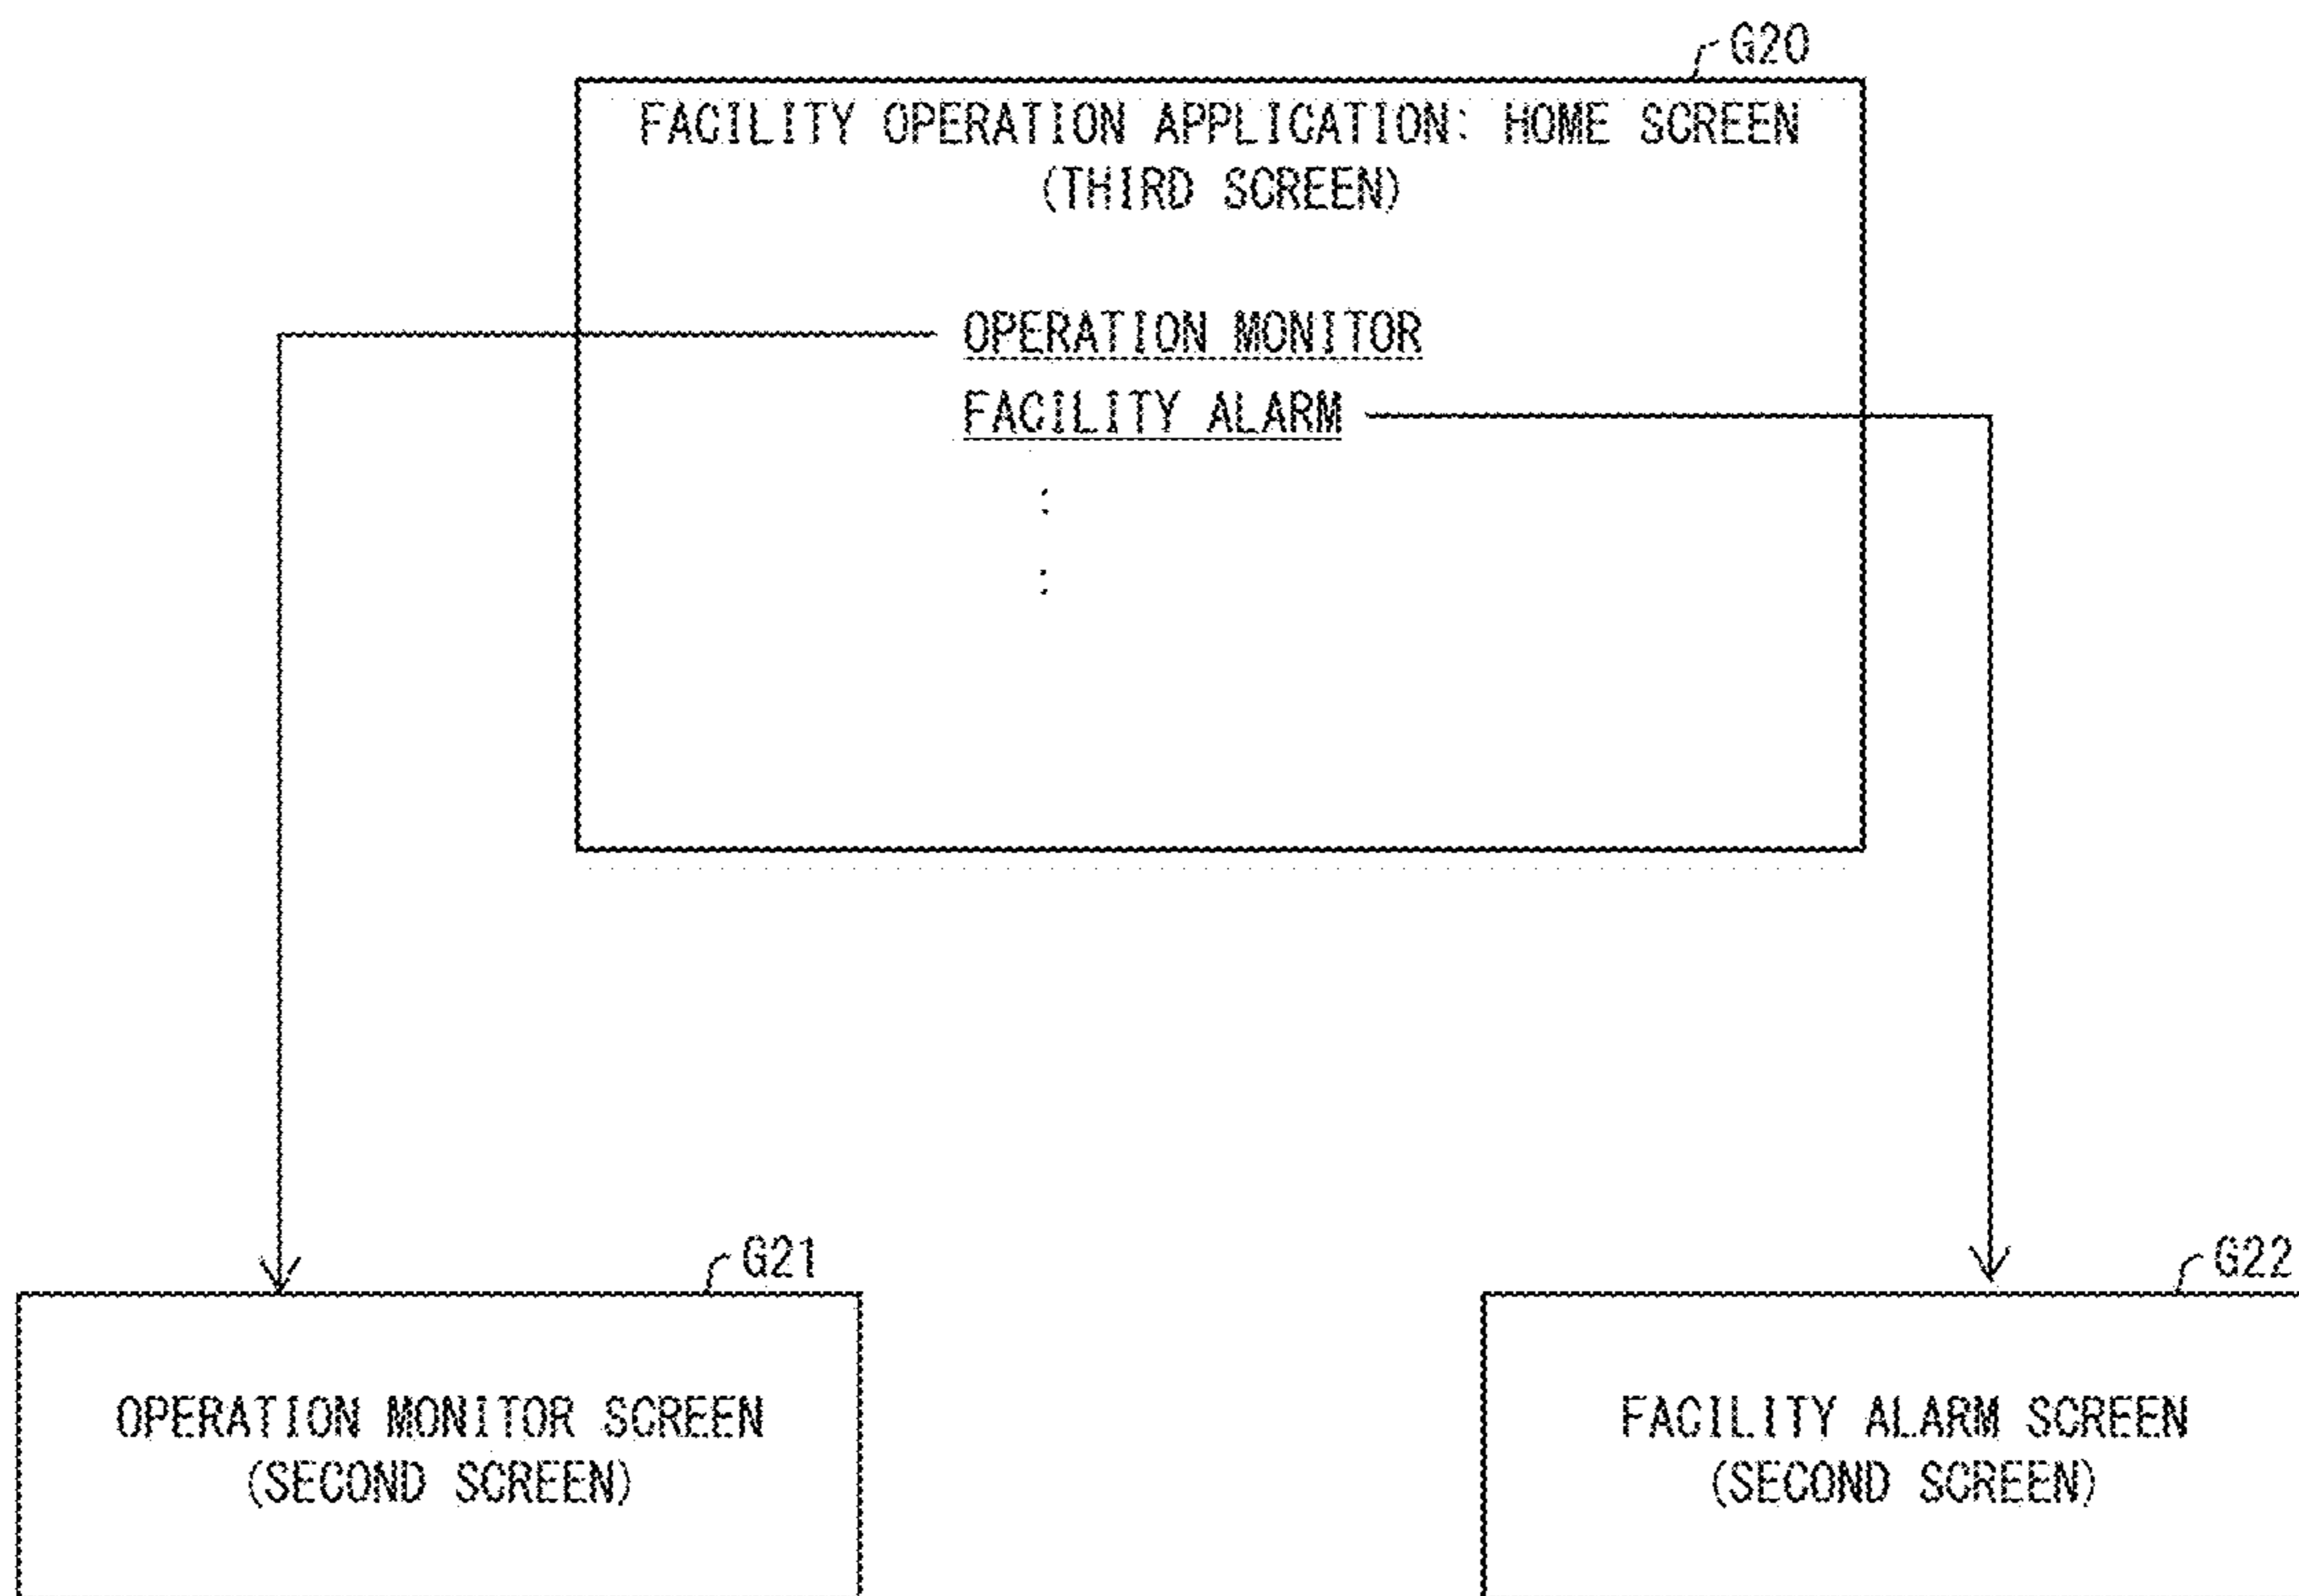 G20
FACILITY OPERATION APPLICATION: HOME SCREEN
(THIRD SCREEN)
OPERATION MONITOR
FACILITY ALARM
:
:
G21
OPERATION MONITOR SCREEN
(SECOND SCREEN)
G22
FACILITY ALARM SCREEN
(SECOND SCREEN)